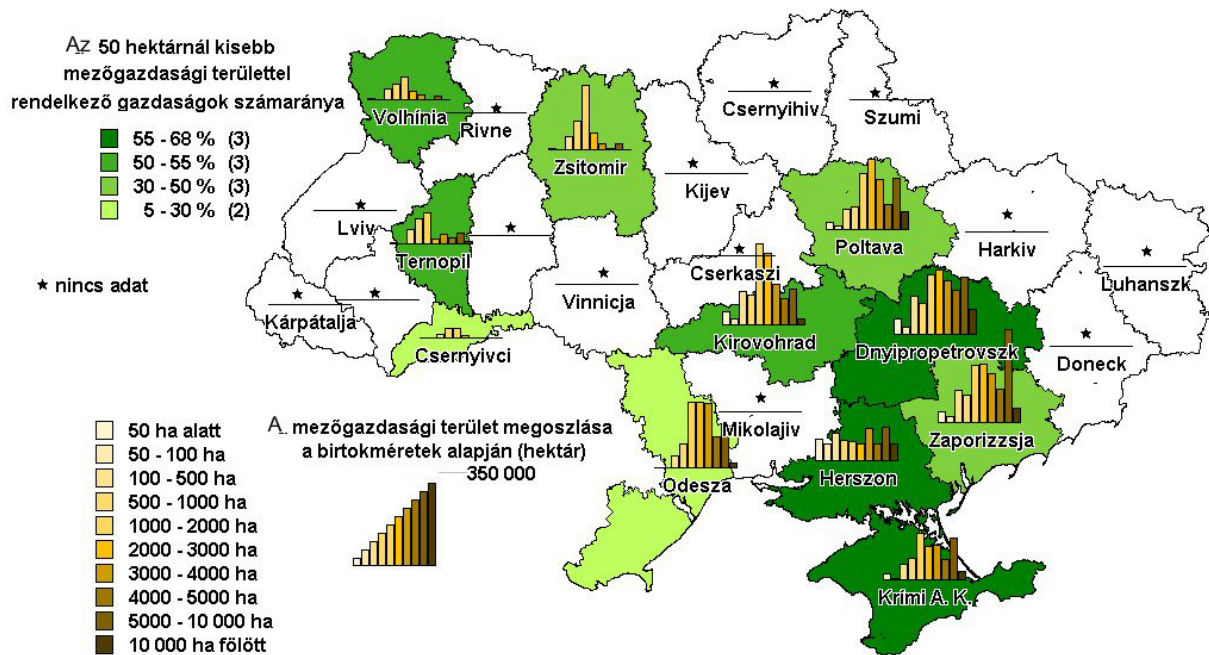 Az 50 hektárnál kisebb
mezőgazdasági területtel
rendelkező gazdaságok számaránya
55 - 68 % (3)
50 - 55 % (3)
30 - 50 % (3)
5 - 30 % (2)
★ nincs adat
Volhínia
Rivne
Zsitomir
Kijev
Csernyihiv
Szumi
Lviv
Ternopil
Vinnicja
Cserkaszi
Poltava
Harkiv
Luhanszk
Kárpátalja
Csernyivci
Kirovohrad
Dnyipropetrovszk
Doneck
Mikolajiv
Zaporizzsja
Odesza
Herszon
Krími A. K.
A. mezőgazdasági terület megoszlása
a birtokméretek alapján (hektár)
350 000
50 ha alatt
50 - 100 ha
100 - 500 ha
500 - 1000 ha
1000 - 2000 ha
2000 - 3000 ha
3000 - 4000 ha
4000 - 5000 ha
5000 - 10 000 ha
10 000 ha fölött